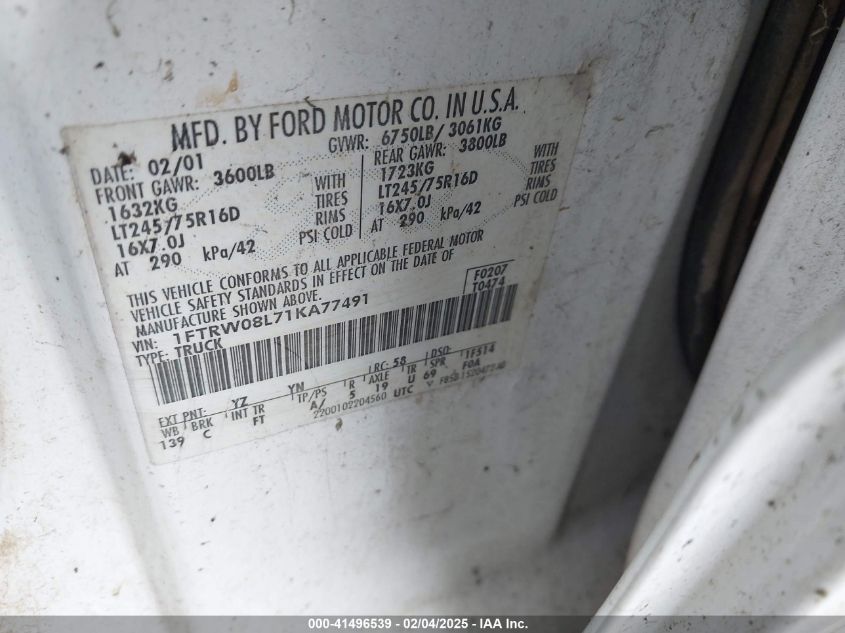 MFD. BY FORD MOTOR CO. IN U.S.A.
DATE: 02/01 GVWR: 6750LB/ 3061KG
FRONT GAWR: 3600LB REAR GAWR: 3800LB
1632KG WITH 1723KG WITH
LT245/75R16D TIRES LT245/75R16D TIRES
16X7.0J RIMS 16X7.0J RIMS
AT 290 kPa/42 PSI COLD AT 290 kPa/42 PSI COLD
THIS VEHICLE CONFORMS TO ALL APPLICABLE FEDERAL MOTOR
VEHICLE SAFETY STANDARDS IN EFFECT ON THE DATE OF
MANUFACTURE SHOWN ABOVE.
F0207
T0474
VIN: 1FTRW08L71KA77491
TYPE: TRUCK
EXT PNT: YZ YN RC: 58 DSO: 1F514
WB BRK INT TR TP/PS R AXLE TR SPR F0A
139 C FT A/ 5 19 U 69
2200102204560 UTC
000-41496539 - 02/04/2025 - IAA Inc.